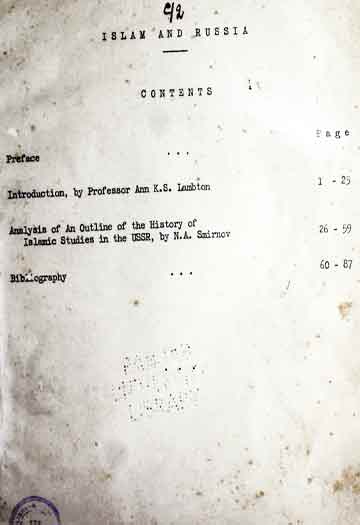 C/2
ISLAM AND RUSSIA
CONTENTS
Page
Preface ...
Introduction, by Professor Ann K.S. Lambton 1 - 25
Analysis of An Outline of the History of
Islamic Studies in the USSR, by N.A. Smirnov 26 - 59
Bibliography ... 60 - 87
LIBRARY